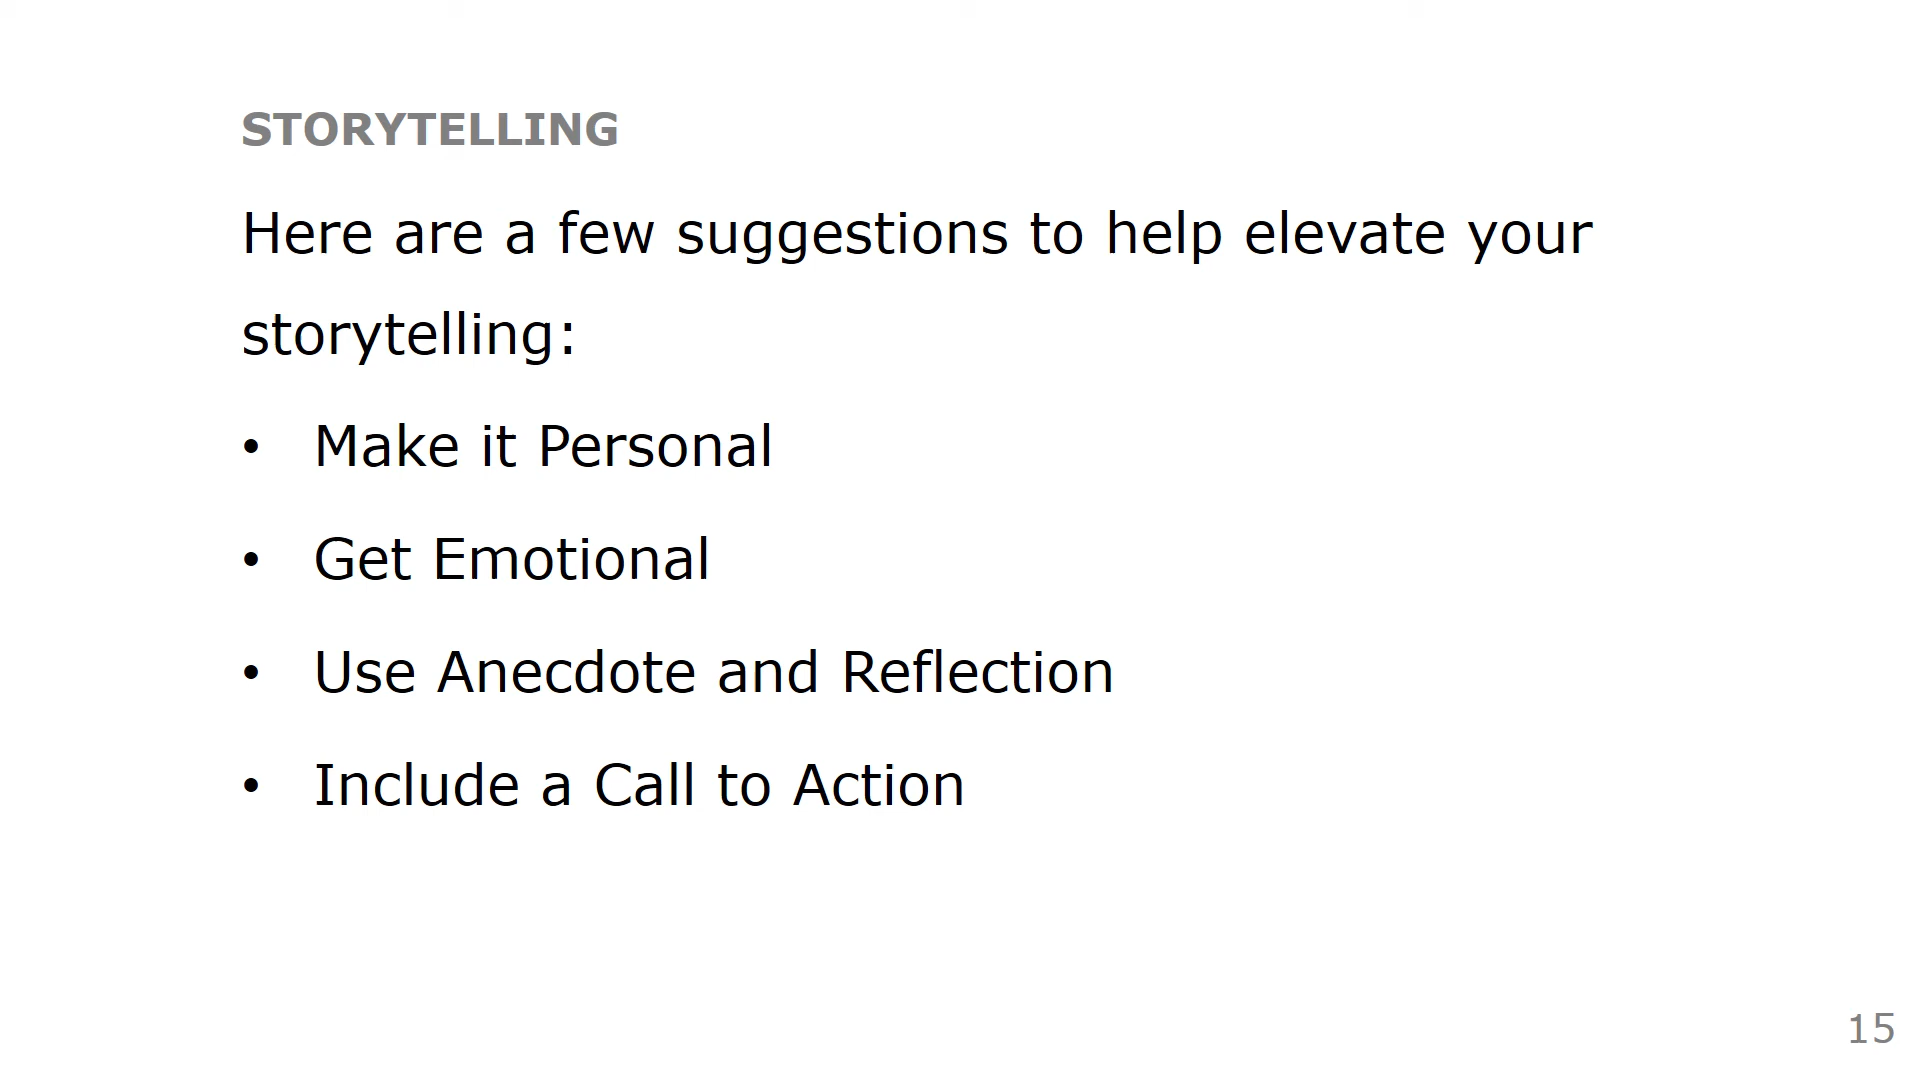 STORYTELLING
Here are a few suggestions to help elevate your
storytelling:
• Make it Personal
• Get Emotional
• Use Anecdote and Reflection
• Include a Call to Action
15